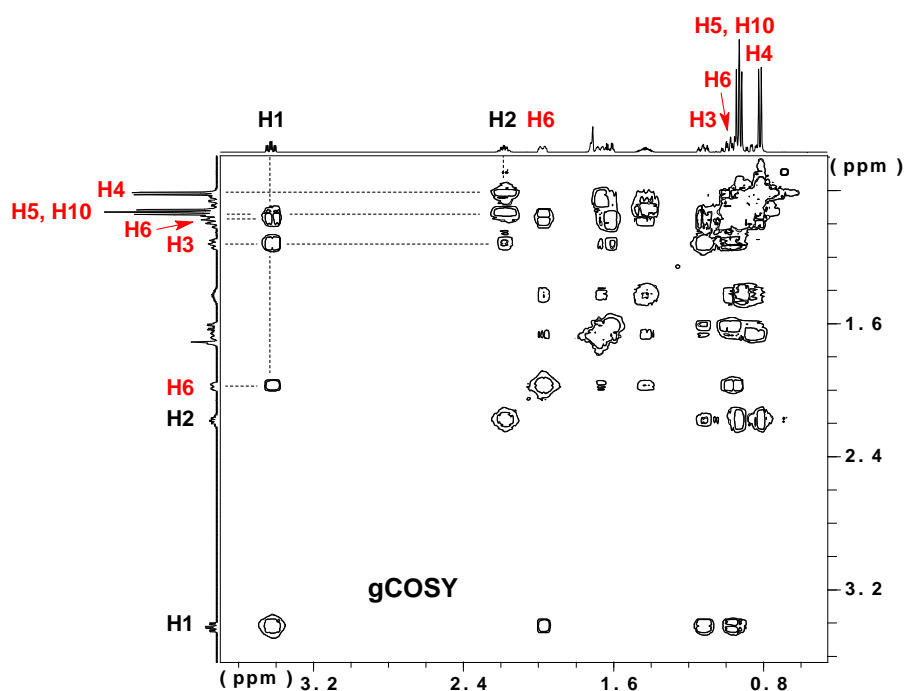 H5, H10
H4
H6
H1
H2 H6
H3
(ppm)
H4
H5, H10
H6
H3
1.6
H6
H2
2.4
gCOSY
3.2
H1
(ppm)
3.2 2.4 1.6 0.8